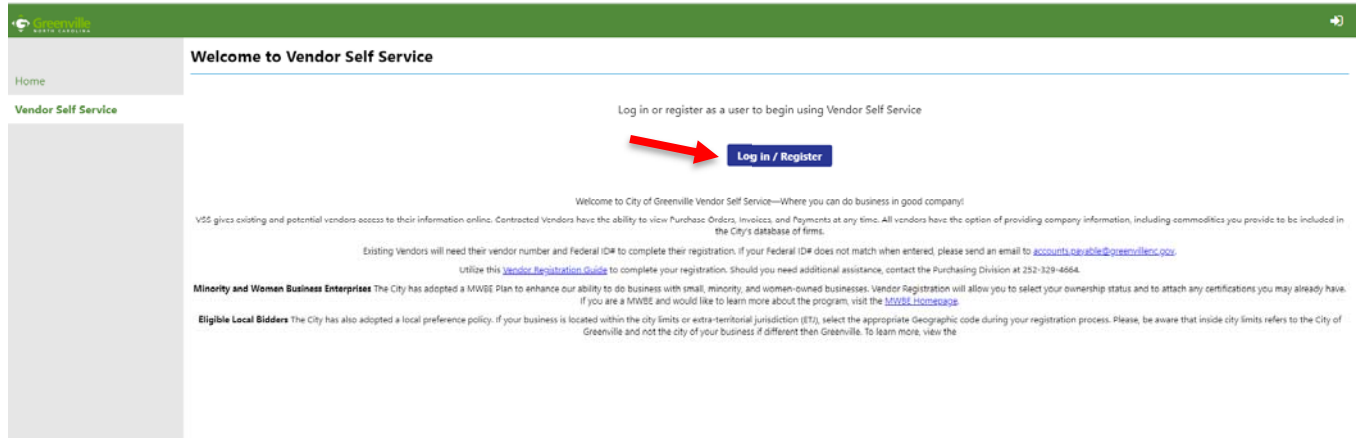 Greenville
NORTH CAROLINA
Welcome to Vendor Self Service
Home
Vendor Self Service
Log in or register as a user to begin using Vendor Self Service
Log in / Register
Welcome to City of Greenville Vendor Self Service—Where you can do business in good company!
VSS gives existing and potential vendors access to their information online. Contracted Vendors have the ability to view Purchase Orders, Invoices, and Payments at any time. All vendors have the option of providing company information, including commodities you provide to be included in
the City's database of firms.
Existing Vendors will need their vendor number and Federal ID# to complete their registration. If your Federal ID# does not match when entered, please send an email to accounts.payable@greenvillenc.gov.
Utilize this Vendor Registration Guide to complete your registration. Should you need additional assistance, contact the Purchasing Division at 252-329-4664.
Minority and Women Business Enterprises The City has adopted a MWBE Plan to enhance our ability to do business with small, minority, and women-owned businesses. Vendor Registration will allow you to select your ownership status and to attach any certifications you may already have.
If you are a MWBE and would like to learn more about the program, visit the MWBE Homepage.
Eligible Local Bidders The City has also adopted a local preference policy. If your business is located within the city limits or extra-territorial jurisdiction (ETJ), select the appropriate Geographic code during your registration process. Please, be aware that inside city limits refers to the City of
Greenville and not the city of your business if different then Greenville. To learn more, view the